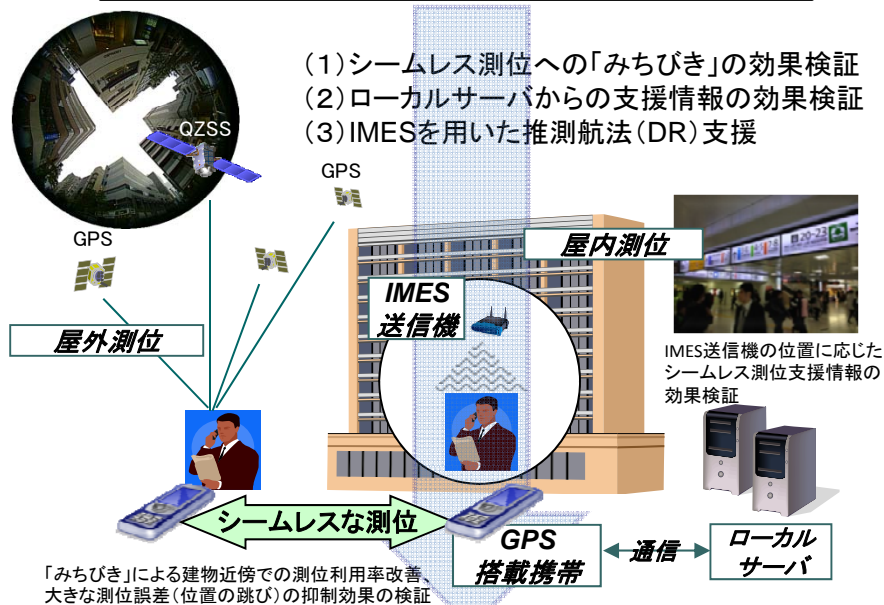 (1)シームレス測位への「みちびき」の効果検証
(2)ローカルサーバからの支援情報の効果検証
(3)IMESを用いた推測航法(DR)支援
QZSS
GPS
GPS
屋内測位
IMES
送信機
屋外測位
20-23
IMES送信機の位置に応じた
シームレス測位支援情報の
効果検証
シームレスな測位
GPS
搭載携帯
通信
ローカル
サーバ
「みちびき」による建物近傍での測位利用率改善、
大きな測位誤差(位置の跳び)の抑制効果の検証